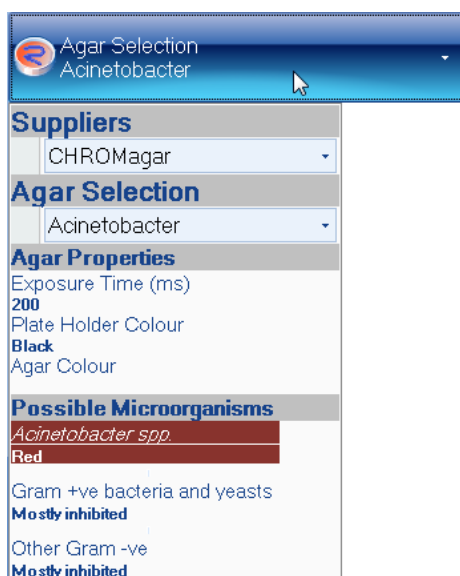 Agar Selection
Acinetobacter
Suppliers
CHROMagar
Agar Selection
Acinetobacter
Agar Properties
Exposure Time (ms)
200
Plate Holder Colour
Black
Agar Colour
Possible Microorganisms
Acinetobacter spp.
Red
Gram +ve bacteria and yeasts
Mostly inhibited
Other Gram -ve
Mostly inhibited